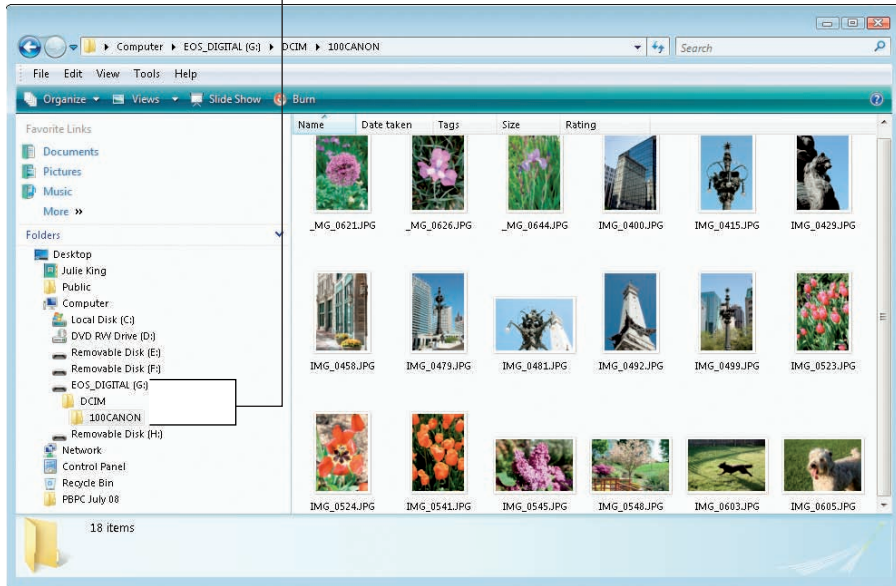 Computer ▸ EOS_DIGITAL (G:) ▸ DCIM ▸ 100CANON
Search
File Edit View Tools Help
Organize Views Slide Show Burn
Favorite Links
Documents
Pictures
Music
More »
Folders
Desktop
Julie King
Public
Computer
Local Disk (C:)
DVD RW Drive (D:)
Removable Disk (E:)
Removable Disk (F:)
EOS_DIGITAL (G:)
DCIM
100CANON
Removable Disk (H:)
Network
Control Panel
Recycle Bin
PBPC July 08
Name Date taken Tags Size Rating
_MG_0621.JPG _MG_0626.JPG _MG_0644.JPG IMG_0400.JPG IMG_0415.JPG IMG_0429.JPG
IMG_0458.JPG IMG_0479.JPG IMG_0481.JPG IMG_0492.JPG IMG_0499.JPG IMG_0523.JPG
IMG_0524.JPG IMG_0541.JPG IMG_0545.JPG IMG_0548.JPG IMG_0603.JPG IMG_0605.JPG
18 items